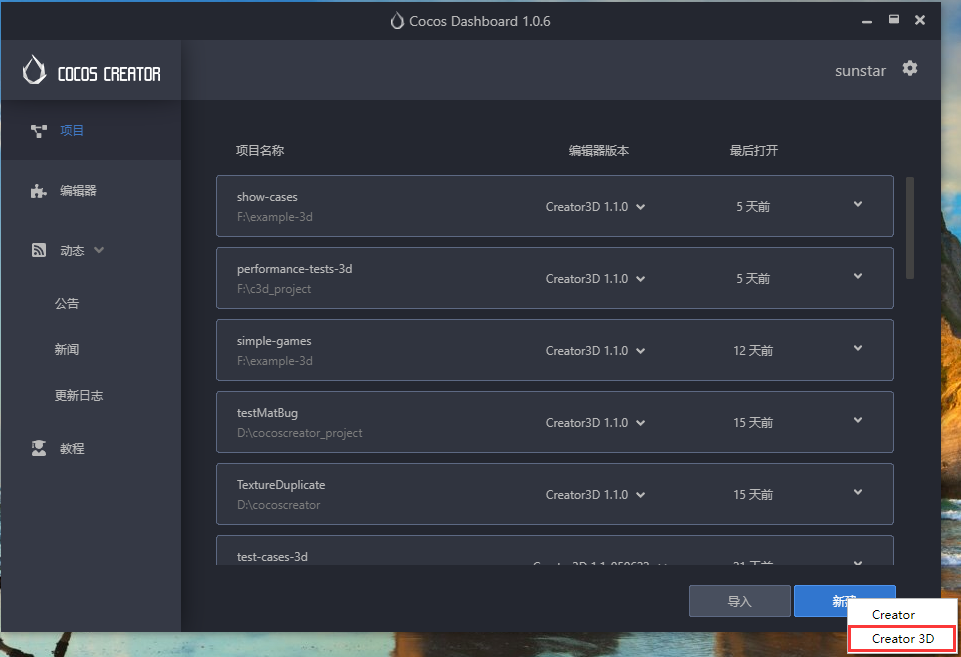 Cocos Dashboard 1.0.6
COCOS CREATOR
sunstar
项目
编辑器
动态
公告
新闻
更新日志
教程
项目名称 编辑器版本 最后打开
show-cases
F:\example-3d
Creator3D 1.1.0
5 天前
performance-tests-3d
F:\c3d_project
Creator3D 1.1.0
5 天前
simple-games
F:\example-3d
Creator3D 1.1.0
12 天前
testMatBug
D:\cocoscreator_project
Creator3D 1.1.0
15 天前
TextureDuplicate
D:\cocoscreator
Creator3D 1.1.0
15 天前
test-cases-3d
导入
新建
Creator
Creator 3D